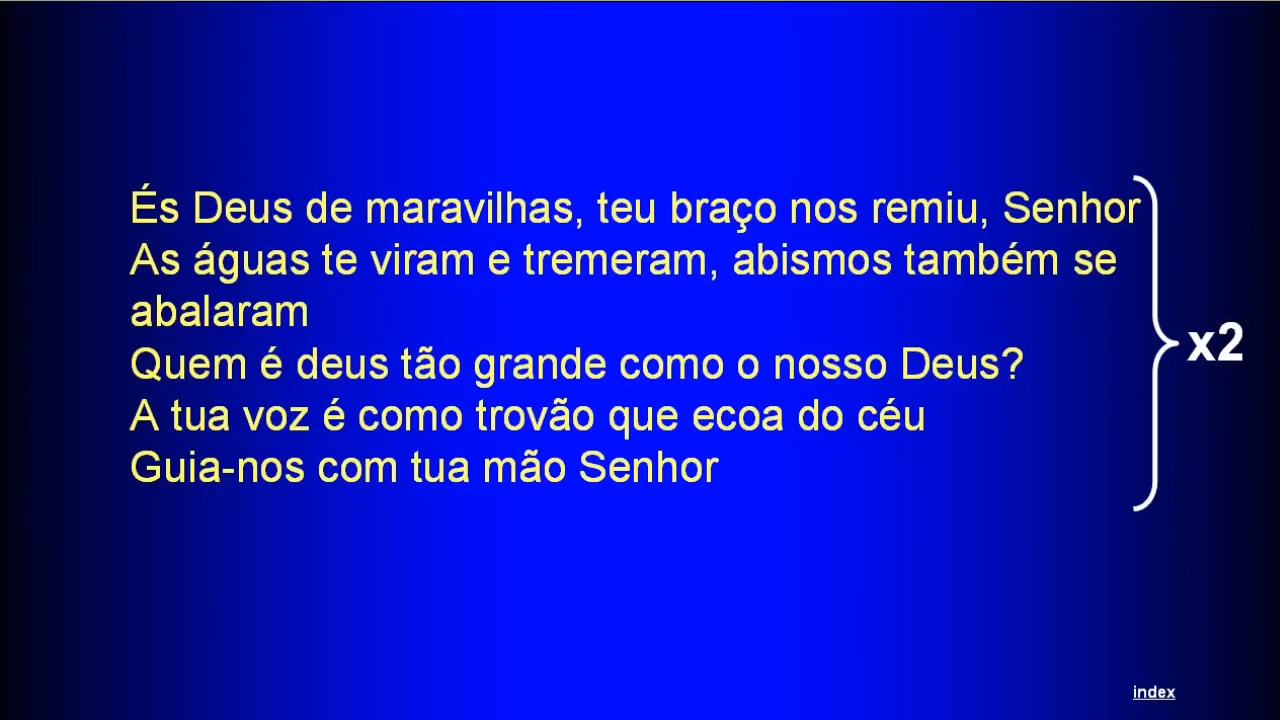 És Deus de maravilhas, teu braço nos remiu, Senhor
As águas te viram e tremeram, abismos também se
abalaram
Quem é deus tão grande como o nosso Deus?
A tua voz é como trovão que ecoa do céu
Guia-nos com tua mão Senhor
x2
index